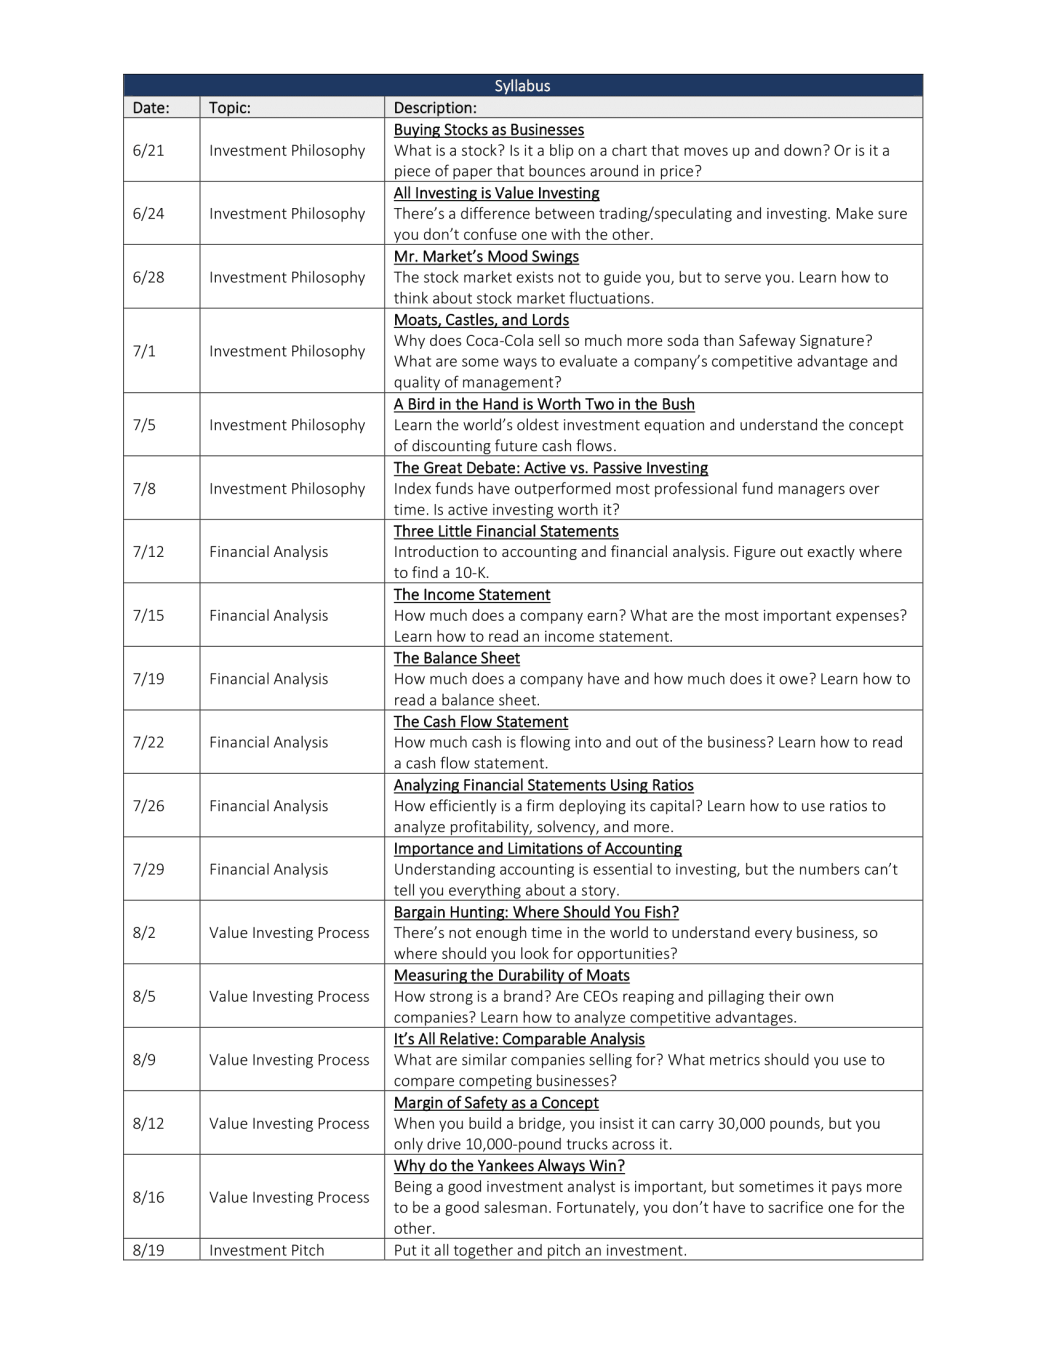 Syllabus
Date: Topic: Description:
Buying Stocks as Businesses
6/21 Investment Philosophy What is a stock? Is it a blip on a chart that moves up and down? Or is it a
piece of paper that bounces around in price?
All Investing is Value Investing
6/24 Investment Philosophy There’s a difference between trading/speculating and investing. Make sure
you don’t confuse one with the other.
Mr. Market’s Mood Swings
6/28 Investment Philosophy The stock market exists not to guide you, but to serve you. Learn how to
think about stock market fluctuations.
Moats, Castles, and Lords
Why does Coca-Cola sell so much more soda than Safeway Signature?
7/1 Investment Philosophy What are some ways to evaluate a company’s competitive advantage and
quality of management?
A Bird in the Hand is Worth Two in the Bush
7/5 Investment Philosophy Learn the world’s oldest investment equation and understand the concept
of discounting future cash flows.
The Great Debate: Active vs. Passive Investing
7/8 Investment Philosophy Index funds have outperformed most professional fund managers over
time. Is active investing worth it?
Three Little Financial Statements
7/12 Financial Analysis Introduction to accounting and financial analysis. Figure out exactly where
to find a 10-K.
The Income Statement
7/15 Financial Analysis How much does a company earn? What are the most important expenses?
Learn how to read an income statement.
The Balance Sheet
7/19 Financial Analysis How much does a company have and how much does it owe? Learn how to
read a balance sheet.
The Cash Flow Statement
7/22 Financial Analysis How much cash is flowing into and out of the business? Learn how to read
a cash flow statement.
Analyzing Financial Statements Using Ratios
7/26 Financial Analysis How efficiently is a firm deploying its capital? Learn how to use ratios to
analyze profitability, solvency, and more.
Importance and Limitations of Accounting
7/29 Financial Analysis Understanding accounting is essential to investing, but the numbers can’t
tell you everything about a story.
Bargain Hunting: Where Should You Fish?
8/2 Value Investing Process There’s not enough time in the world to understand every business, so
where should you look for opportunities?
Measuring the Durability of Moats
8/5 Value Investing Process How strong is a brand? Are CEOs reaping and pillaging their own
companies? Learn how to analyze competitive advantages.
It’s All Relative: Comparable Analysis
8/9 Value Investing Process What are similar companies selling for? What metrics should you use to
compare competing businesses?
Margin of Safety as a Concept
8/12 Value Investing Process When you build a bridge, you insist it can carry 30,000 pounds, but you
only drive 10,000-pound trucks across it.
Why do the Yankees Always Win?
8/16 Value Investing Process Being a good investment analyst is important, but sometimes it pays more
to be a good salesman. Fortunately, you don’t have to sacrifice one for the
other.
8/19 Investment Pitch Put it all together and pitch an investment.